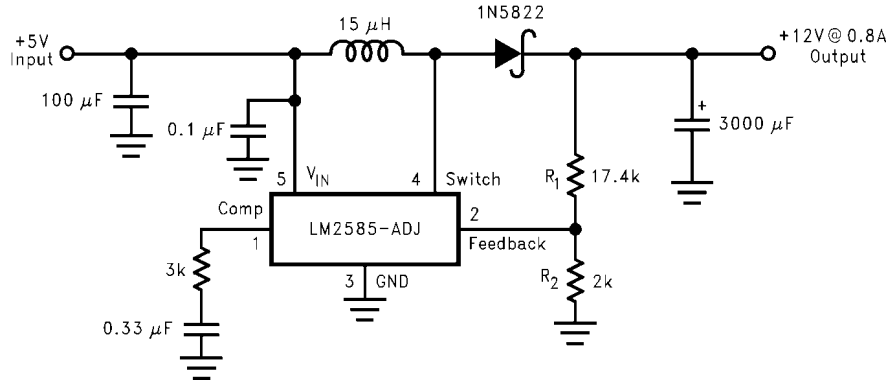 1N5822
15 μH
+5V
Input
+12V @ 0.8A
Output
100 μF
0.1 μF
+
3000 μF
5
VIN
4
Switch
R1
17.4k
Comp
1
LM2585-ADJ
2
Feedback
3k
3
GND
R2
2k
0.33 μF